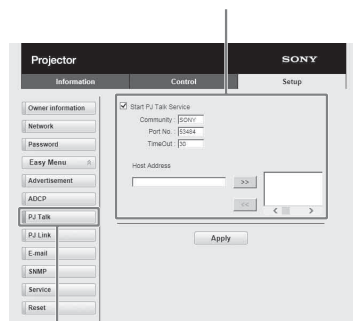 Projector SONY
Information Control Setup
Owner information
Network
Password
Easy Menu
Advertisement
ADCP
PJ Talk
PJ Link
E-mail
SNMP
Service
Reset
Start PJ Talk Service
Community: SONY
Port No.: 53484
TimeOut: 30
Host Address
>>
<<
< >
Apply